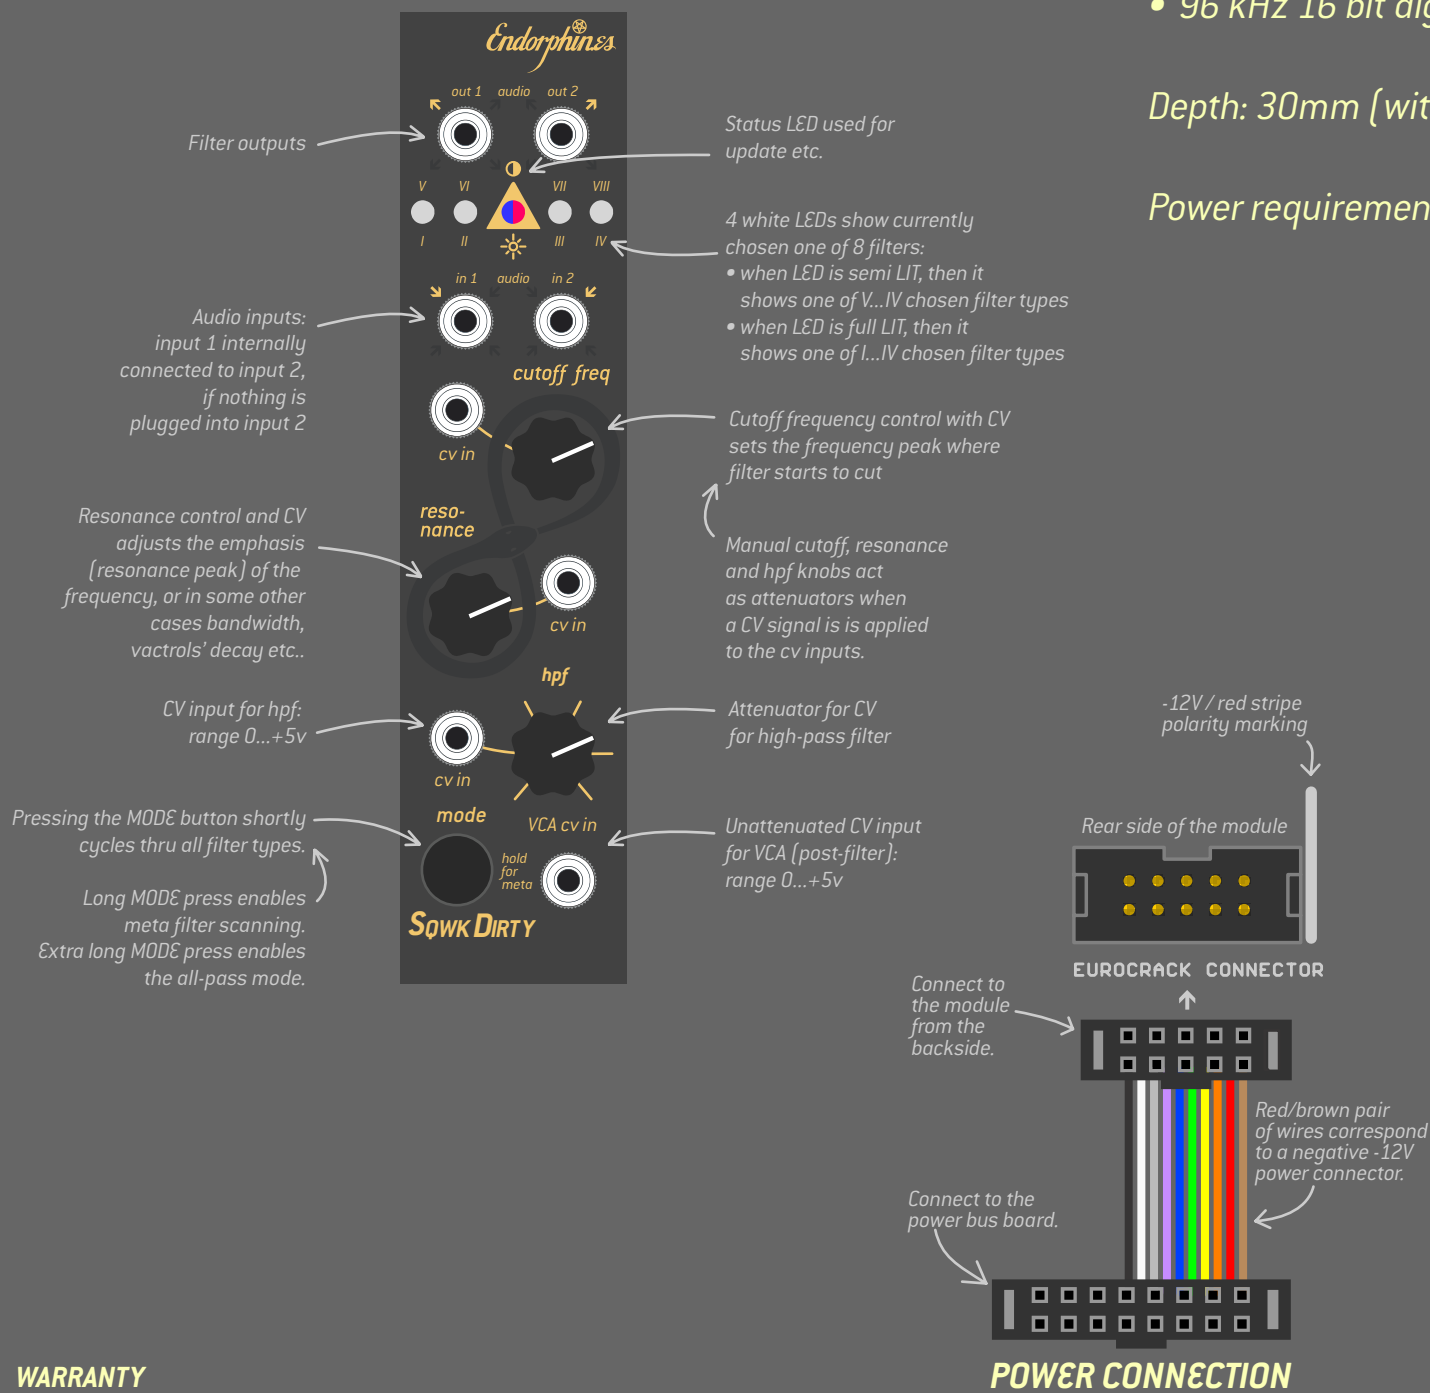 • 96 kHz 16 bit
Depth: 30mm (
Power
Endorphin.es
out 1 audio out 2
V VI VII VIII
I II III IV
in 1 audio in 2
cutoff freq
cv in
reso-
nance
cv in
hpf
cv in
mode
VCA cv in
hold
for
meta
SQWK DIRTY
Filter outputs
Audio inputs:
input 1 internally
connected to input 2,
if nothing is
plugged into input 2
Resonance control and CV
adjusts the emphasis
(resonance peak) of the
frequency, or in some other
cases bandwidth,
vactrols' decay etc..
CV input for hpf:
range 0...+5v
Pressing the MODE button shortly
cycles thru all filter types.
Long MODE press enables
meta filter scanning.
Extra long MODE press enables
the all-pass mode.
Status LED used for
update etc.
4 white LEDs show currently
chosen one of 8 filters:
• when LED is semi LIT, then it
shows one of V...IV chosen filter types
• when LED is full LIT, then it
shows one of I...IV chosen filter types
Cutoff frequency control with CV
sets the frequency peak where
filter starts to cut
Manual cutoff, resonance
and hpf knobs act
as attenuators when
a CV signal is is applied
to the cv inputs.
Attenuator for CV
for high-pass filter
Unattenuated CV input
for VCA (post-filter):
range 0...+5v
-12V / red stripe
polarity marking
Rear side of the module
EUROCRACK CONNECTOR
Connect to
the module
from the
backside.
Red/brown pair
of wires correspond
to a negative -12V
power connector.
Connect to the
power bus board.
POWER CONNECTION
WARRANTY